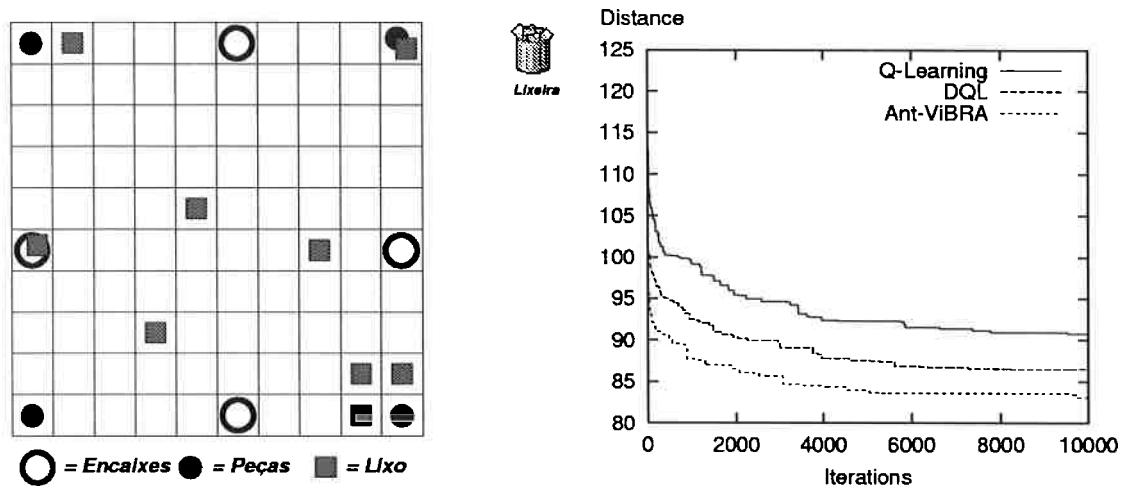 Lixeira
= Encaixes = Peças = Lixo
Distance
125
120
115
110
105
100
95
90
85
80
0 2000 4000 6000 8000 10000
Iterations
Q-Learning
DQL
Ant-ViBRA